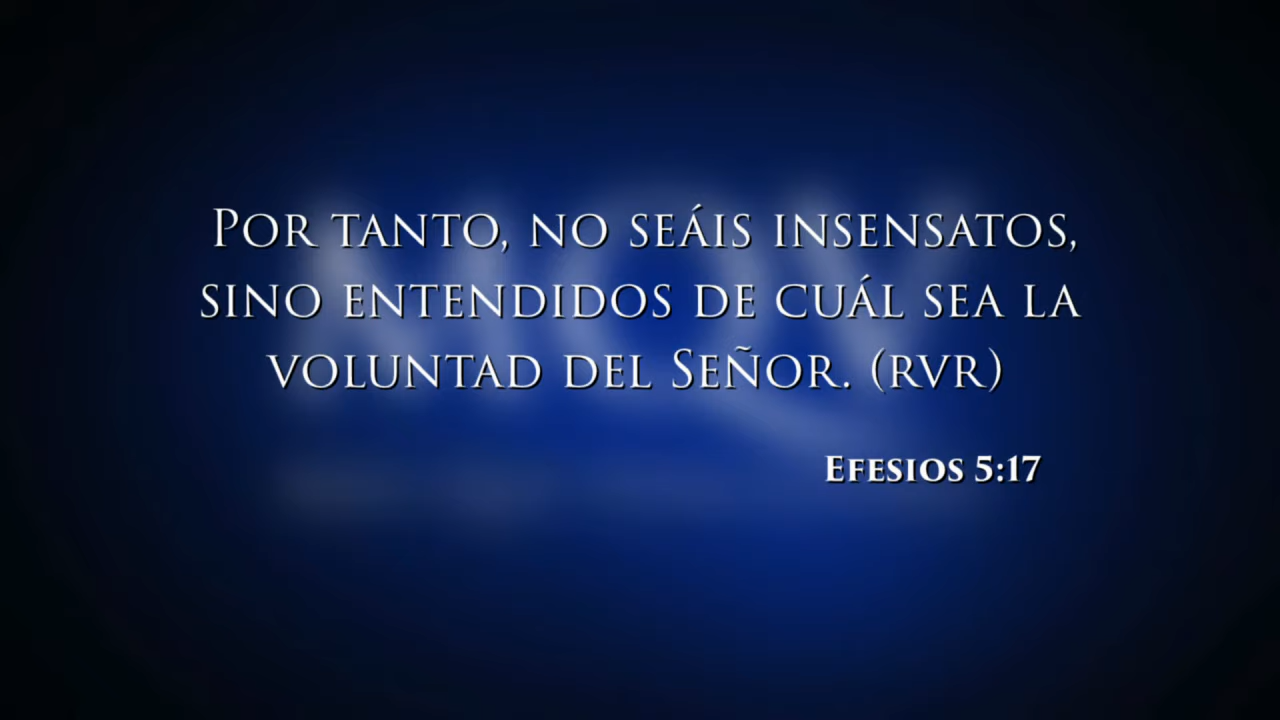 Por tanto, no seáis insensatos,
sino entendidos de cuál sea la
voluntad del Señor. (rvr)
Efesios 5:17